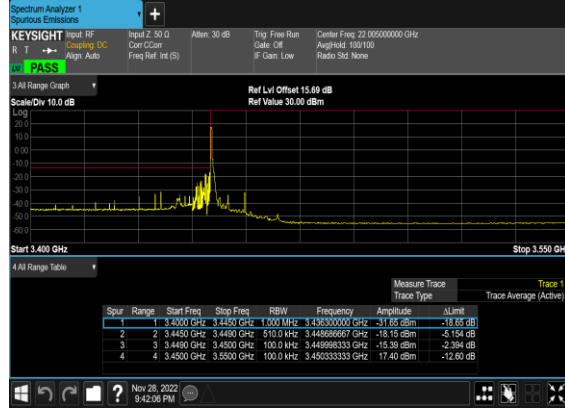 Spectrum Analyzer 1
Spurious Emissions
+
KEYSIGHT Input: RF Input Z: 50 Ω Atten: 30 dB Trig: Free Run Center Freq: 22.005000000 GHz
R T Coupling: DC Corr CCorr Gate: Off Avg|Hold: 100/100
Align: Auto Freq Ref: Int (S) IF Gain: Low Radio Std: None
PASS
3 All Range Graph
Ref Lvl Offset 15.69 dB
Scale/Div 10.0 dB Ref Value 30.00 dBm
Log
20.0
10.0
0.00
-10.0
-20.0
-30.0
-40.0
-50.0
-60.0
Start 3.400 GHz Stop 3.550 GH
4 All Range Table
Measure Trace Trace 1
Trace Type Trace Average (Active)
Spur Range Start Freq Stop Freq RBW Frequency Amplitude ΔLimit
1 1 3.4000 GHz 3.4450 GHz 1.000 MHz 3.436300000 GHz -31.65 dBm -18.65 dB
2 2 3.4450 GHz 3.4490 GHz 510.0 kHz 3.448686667 GHz -18.15 dBm -5.154 dB
3 3 3.4490 GHz 3.4500 GHz 100.0 kHz 3.449998333 GHz -15.39 dBm -2.394 dB
4 4 3.4500 GHz 3.5500 GHz 100.0 kHz 3.450333333 GHz 17.40 dBm -12.60 dB
? Nov 28, 2022
9:42:06 PM